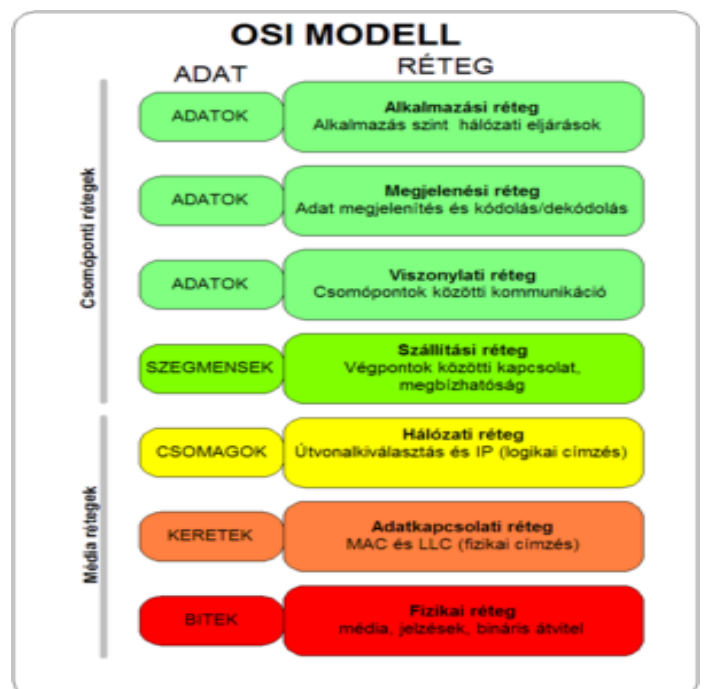 OSI MODELL
ADAT
RÉTEG
Csomóponti rétegek
ADATOK
Alkalmazási réteg
Alkalmazás szint hálózati eljárások
ADATOK
Megjelenési réteg
Adat megjelenítés és kódolás/dekódolás
ADATOK
Viszonylati réteg
Csomópontok közötti kommunikáció
SZEGMENSEK
Szállítási réteg
Végpontok közötti kapcsolat,
megbízhatóság
Média rétegek
CSOMAGOK
Hálózati réteg
Útvonalkiválasztás és IP (logikai címzés)
KERETEK
Adatkapcsolati réteg
MAC és LLC (fizikai címzés)
BITEK
Fizikai réteg
média, jelzések, bináris átvitel